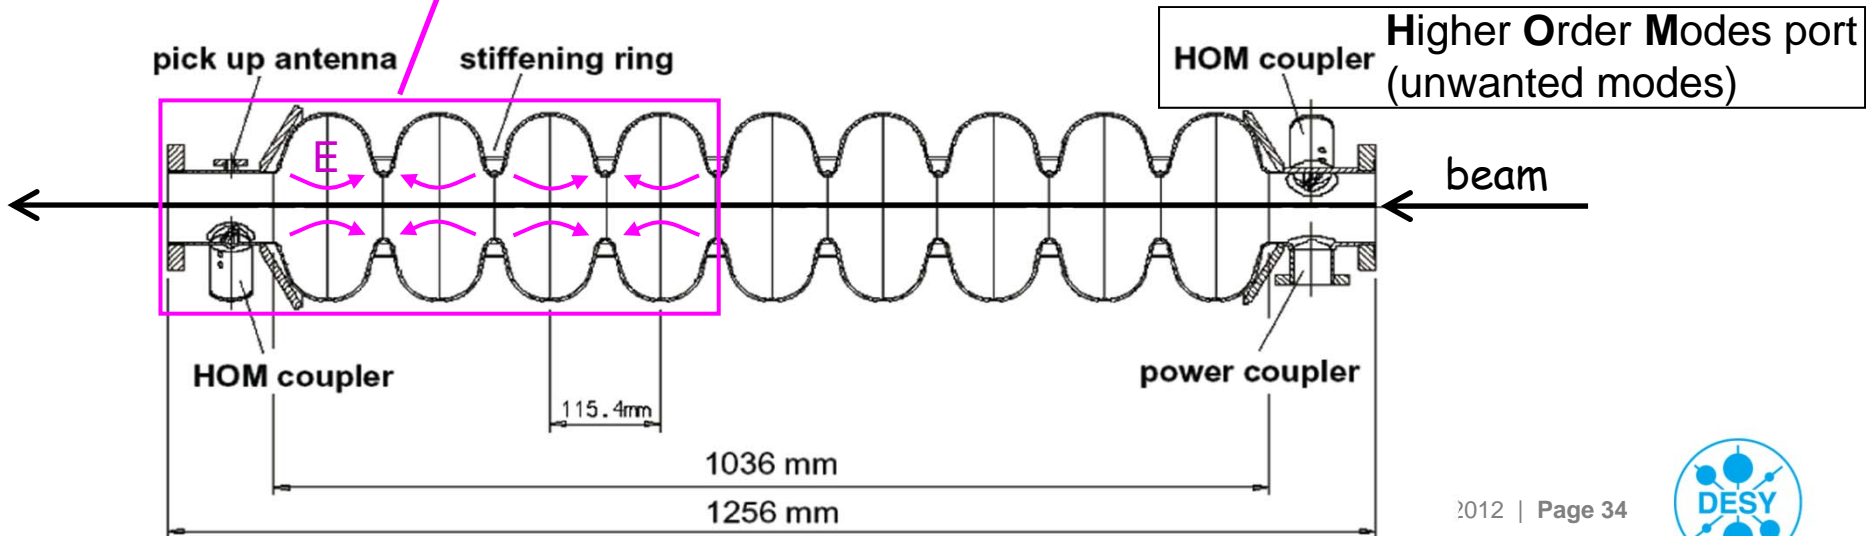 Higher Order Modes port
(unwanted modes)
pick up antenna
stiffening ring
HOM coupler
E
beam
HOM coupler
power coupler
115.4mm
1036 mm
1256 mm
2012 | Page 34
DESY